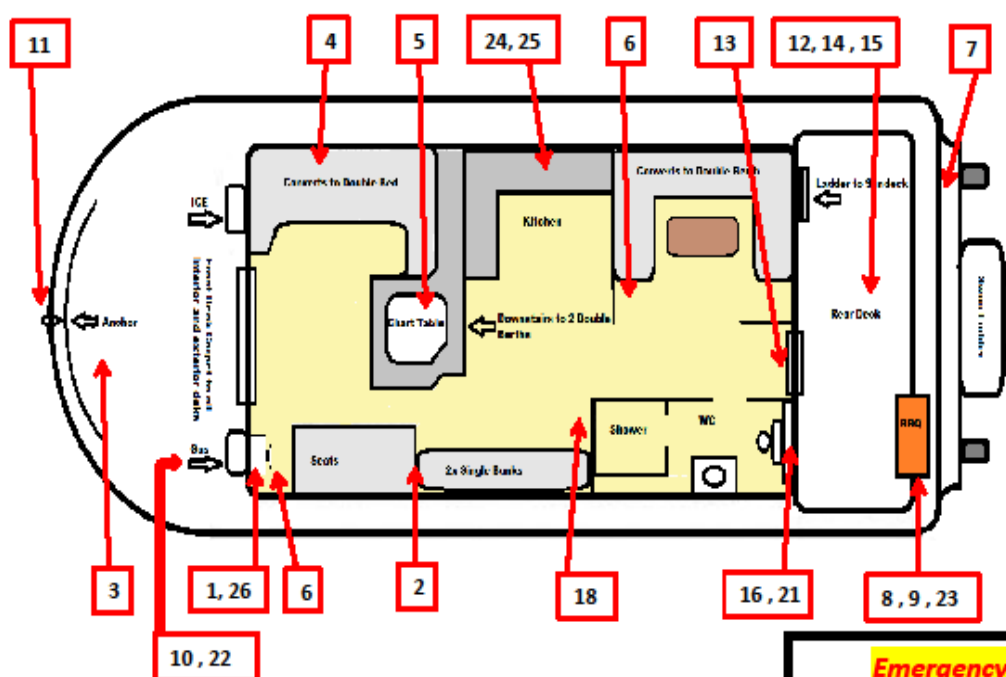 11
4
5
24, 25
6
13
12, 14 , 15
7
Converts to Double Bed
Converts to Double Berth
Ladder to Sundeck
ICE
Kitchen
Anchor
Chart Table
Downstairs to 2 Double
Berths
Rear Deck
Gas
Seats
2x Single Bunks
Shower
WC
BBQ
3
1, 26
6
2
18
16 , 21
8 , 9 , 23
10 , 22
Emergency